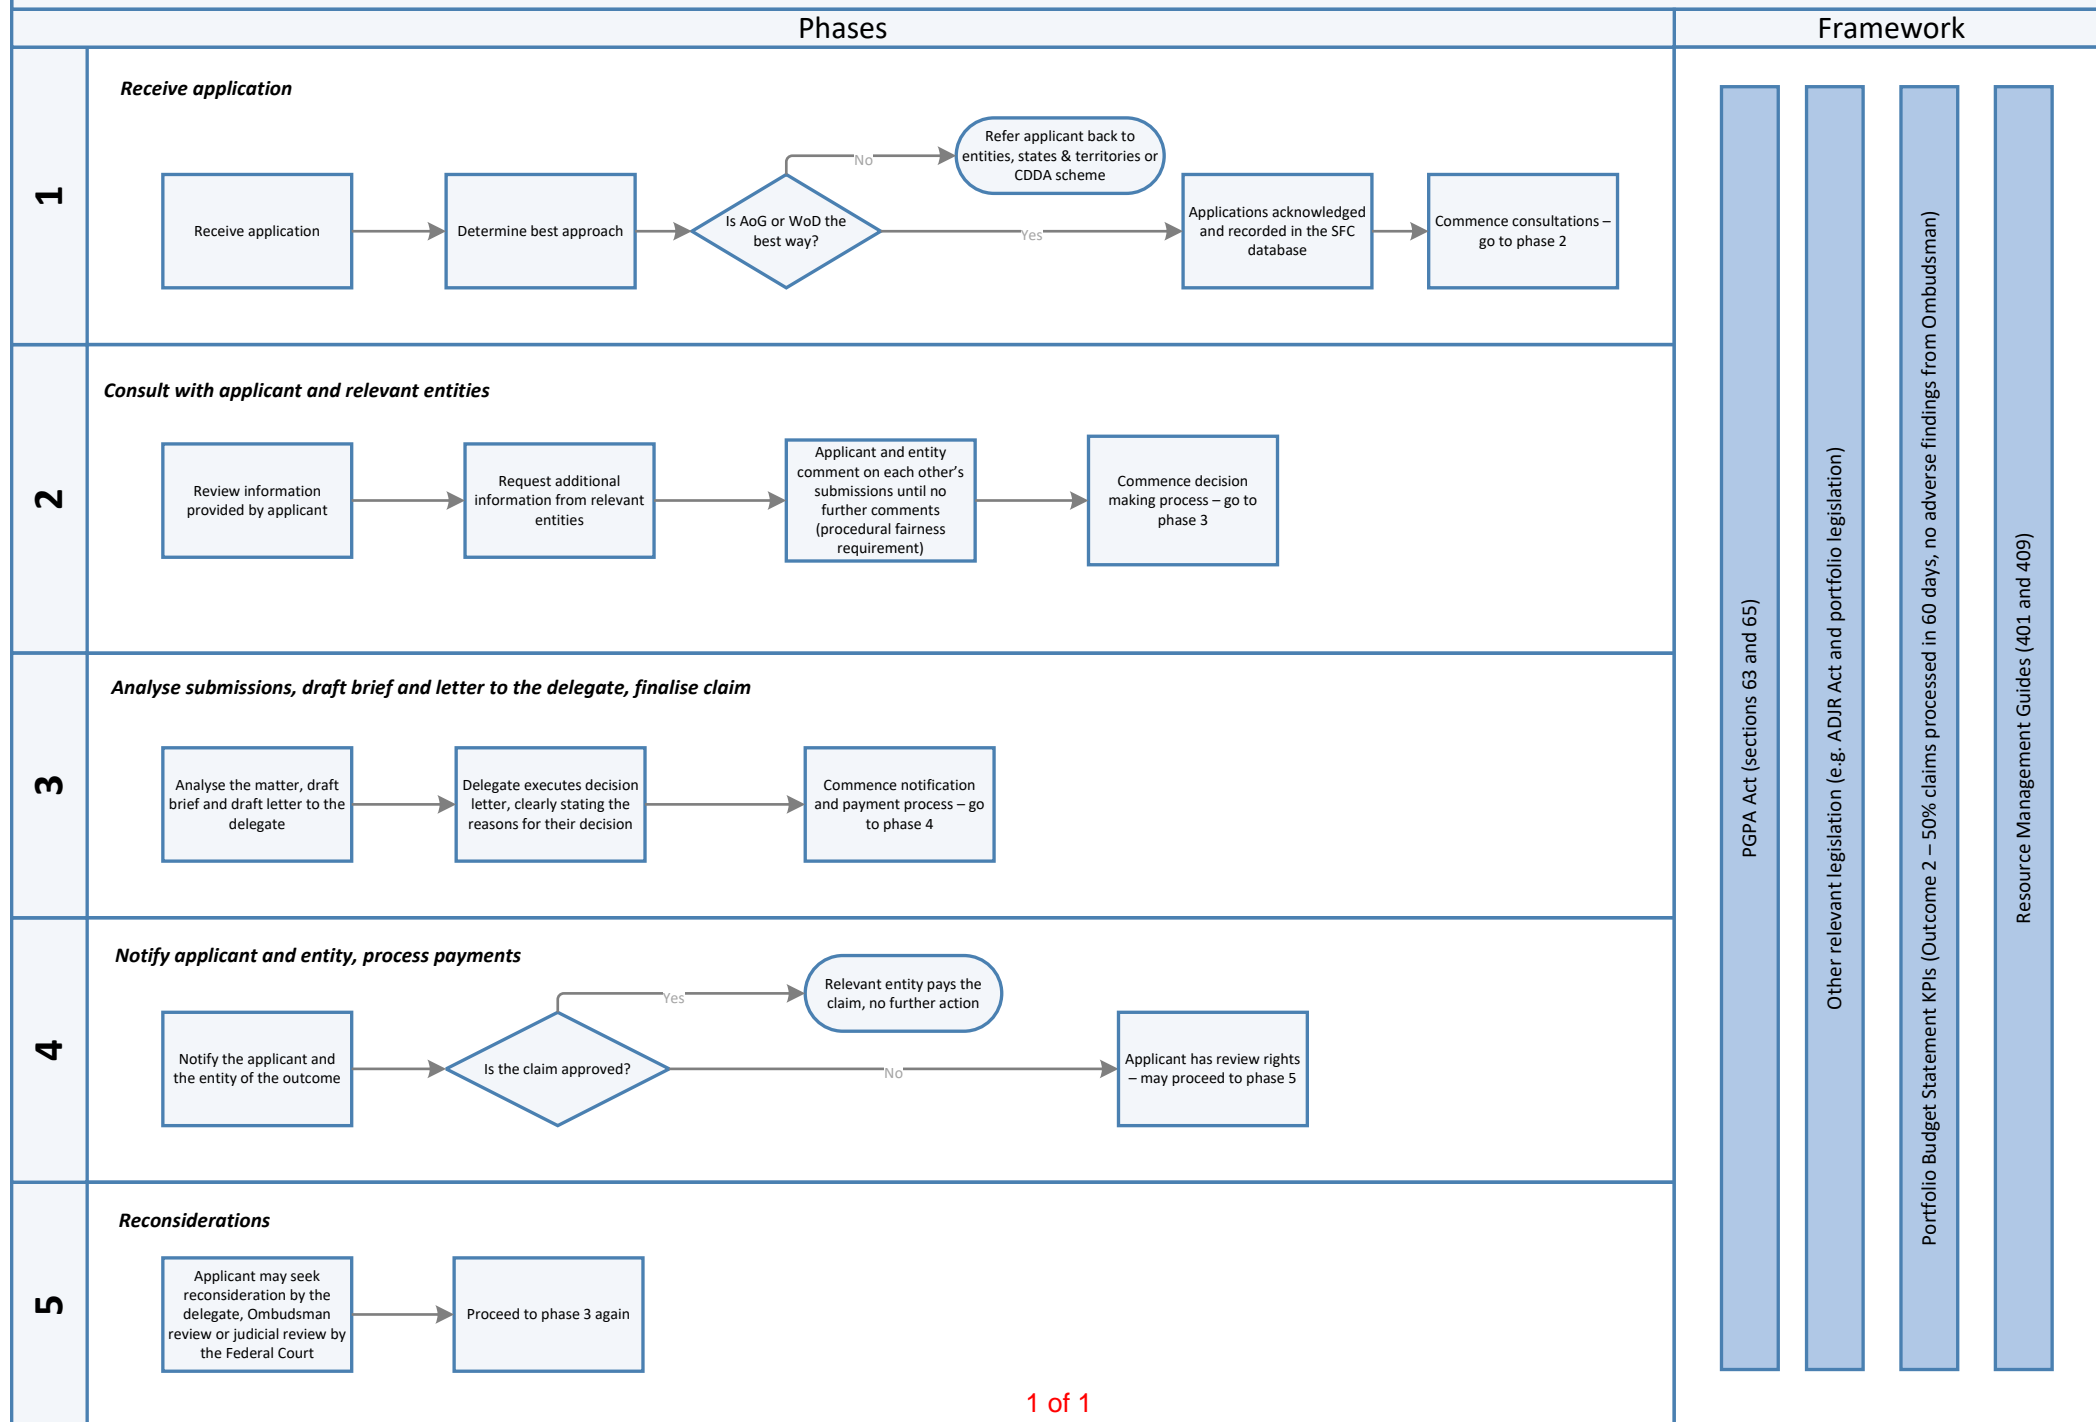 Phases
Framework
1
Receive application
Receive application
Determine best approach
Is AoG or WoD the
best way?
No
Refer applicant back to
entities, states & territories or
CDDA scheme
Yes
Applications acknowledged
and recorded in the SFC
database
Commence consultations –
go to phase 2
2
Consult with applicant and relevant entities
Review information
provided by applicant
Request additional
information from relevant
entities
Applicant and entity
comment on each other’s
submissions until no
further comments
(procedural fairness
requirement)
Commence decision
making process – go to
phase 3
3
Analyse submissions, draft brief and letter to the delegate, finalise claim
Analyse the matter, draft
brief and draft letter to the
delegate
Delegate executes decision
letter, clearly stating the
reasons for their decision
Commence notification
and payment process – go
to phase 4
4
Notify applicant and entity, process payments
Notify the applicant and
the entity of the outcome
Is the claim approved?
Yes
Relevant entity pays the
claim, no further action
No
Applicant has review rights
– may proceed to phase 5
5
Reconsiderations
Applicant may seek
reconsideration by the
delegate, Ombudsman
review or judicial review by
the Federal Court
Proceed to phase 3 again
PGPA Act (sections 63 and 65)
Other relevant legislation (e.g. ADJR Act and portfolio legislation)
Portfolio Budget Statement KPIs (Outcome 2 – 50% claims processed in 60 days, no adverse findings from Ombudsman)
Resource Management Guides (401 and 409)
1 of 1